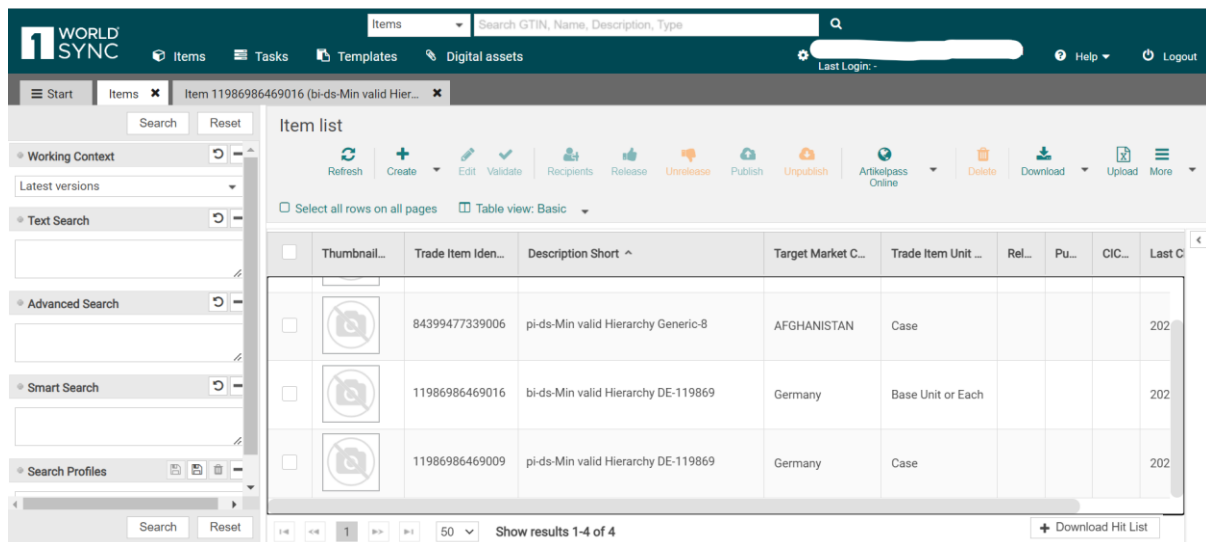 1 WORLD SYNC
Items
Search GTIN, Name, Description, Type
Items
Tasks
Templates
Digital assets
Last Login: -
Help
Logout
Start
Items
Item 11986986469016 (bi-ds-Min valid Hier...
Search
Reset
Working Context
Latest versions
Text Search
Advanced Search
Smart Search
Search Profiles
Search
Reset
Item list
Refresh
Create
Edit
Validate
Recipients
Release
Unrelease
Publish
Unpublish
Artikelpass Online
Delete
Download
Upload
More
Select all rows on all pages
Table view: Basic
Thumbnail... Trade Item Iden... Description Short Target Market C... Trade Item Unit ... Rel... Pu... CIC... Last C
84399477339006 pi-ds-Min valid Hierarchy Generic-8 AFGHANISTAN Case 202
11986986469016 bi-ds-Min valid Hierarchy DE-119869 Germany Base Unit or Each 202
11986986469009 pi-ds-Min valid Hierarchy DE-119869 Germany Case 202
1
50
Show results 1-4 of 4
Download Hit List